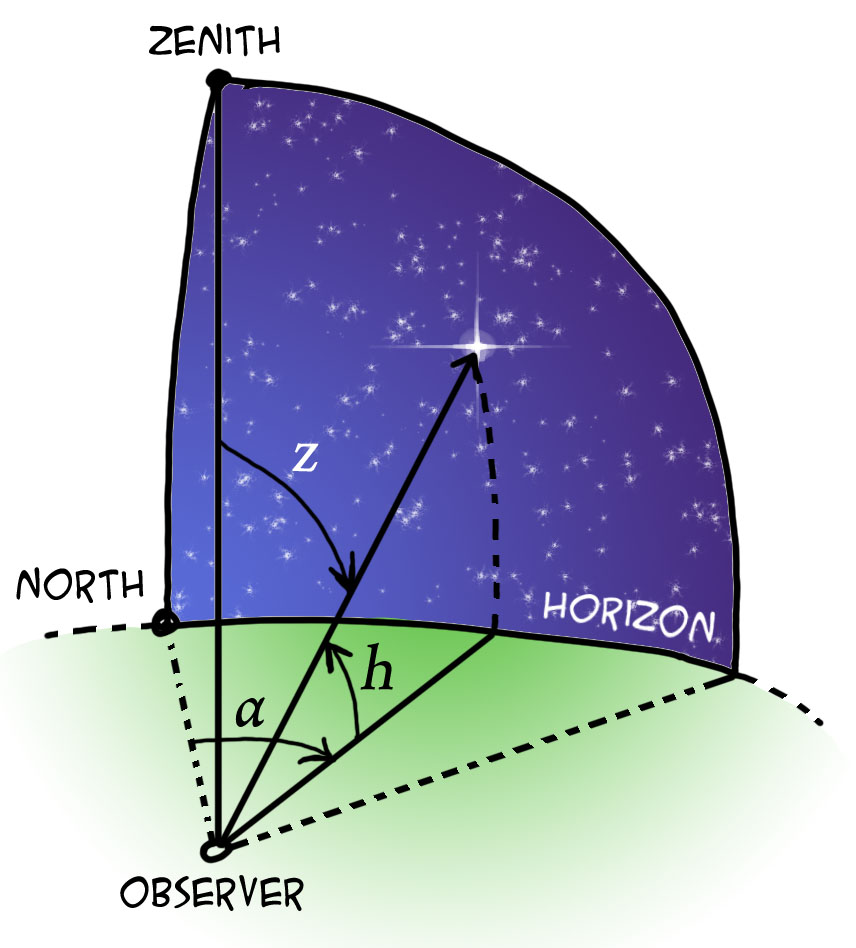 ZENITH
z
NORTH
HORIZON
h
α
OBSERVER